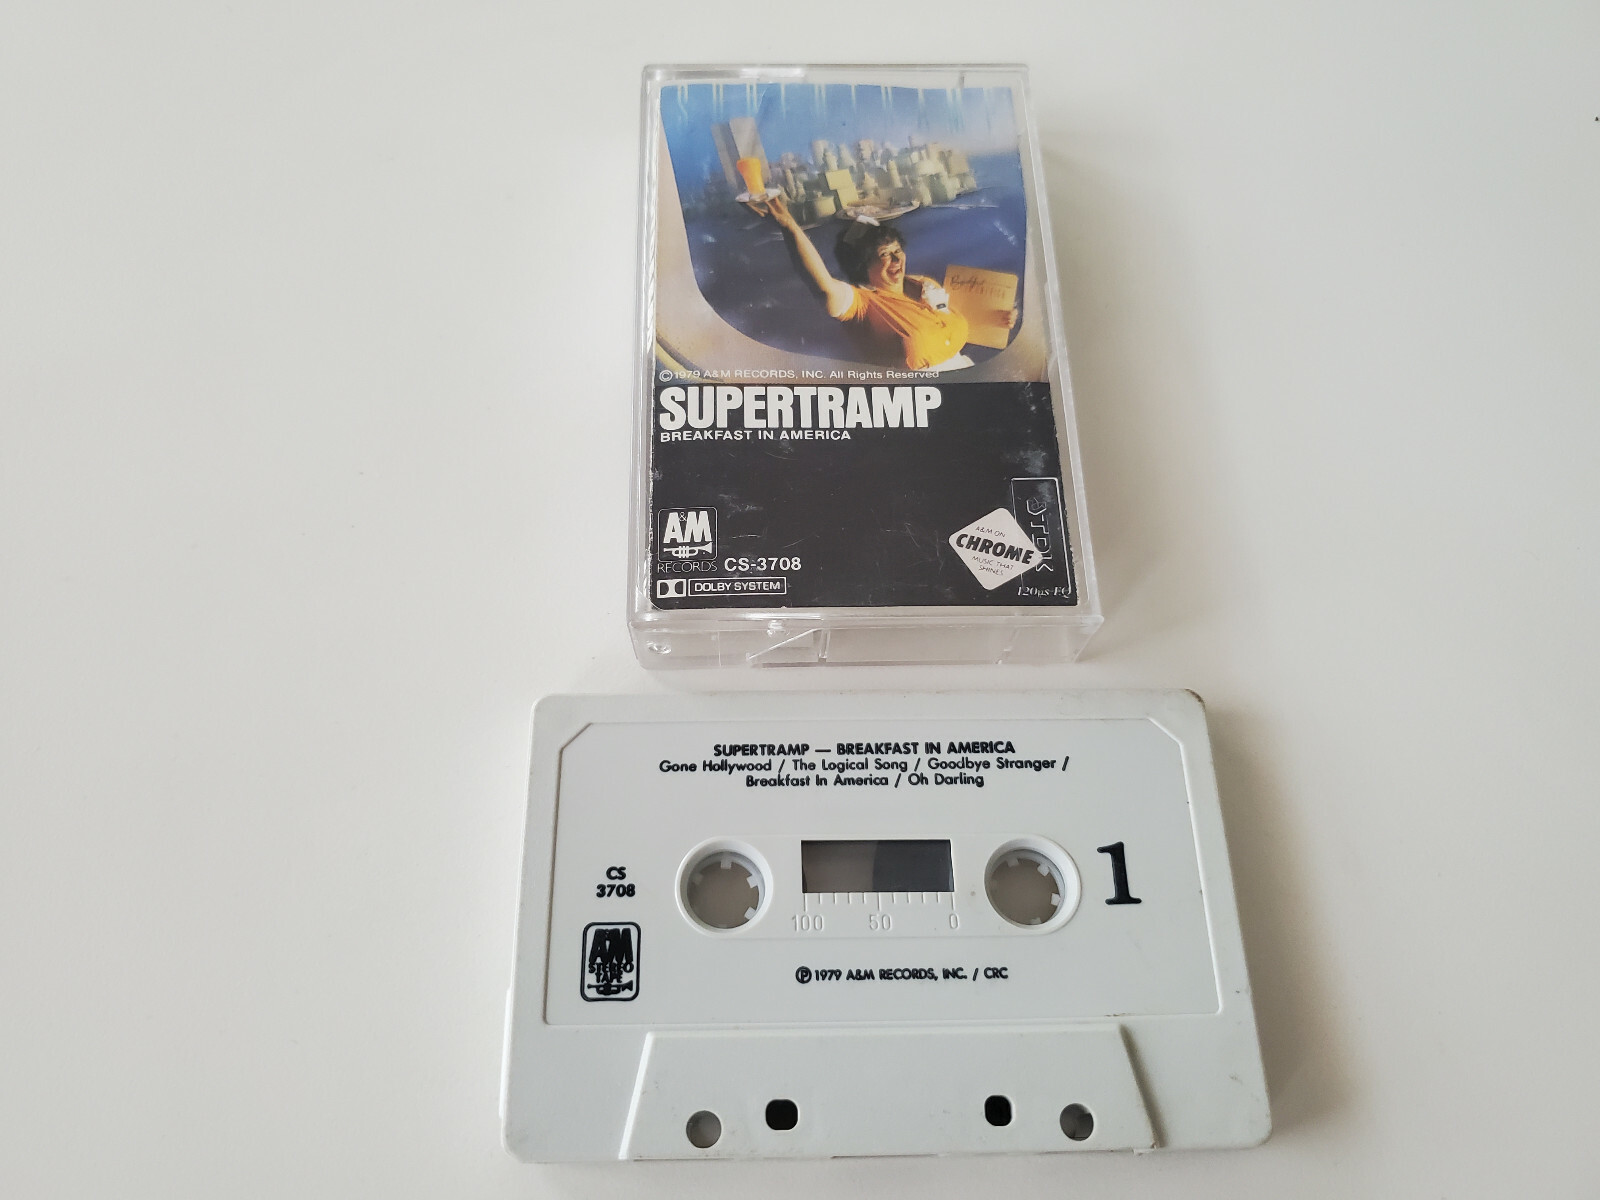 ©1979 A&M RECORDS, INC. All Rights Reserved
SUPERTRAMP
BREAKFAST IN AMERICA
A&M
RECORDS CS-3708
DOLBY SYSTEM
A&M ON
CHROME
MUSIC THAT
SHINES
TDK
120µs EQ
SUPERTRAMP — BREAKFAST IN AMERICA
Gone Hollywood / The Logical Song / Goodbye Stranger /
Breakfast In America / Oh Darling
CS
3708
1
100 50 0
A&M
STEREO
TAPE
℗ 1979 A&M RECORDS, INC. / CRC